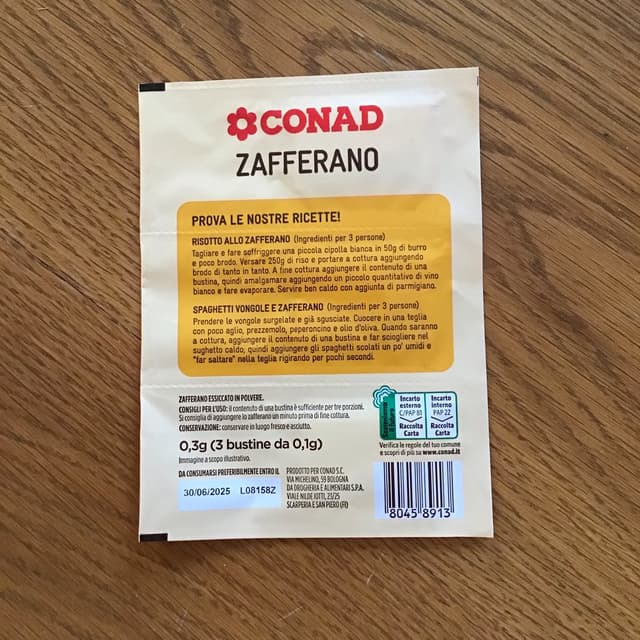 CONAD
ZAFFERANO
PROVA LE NOSTRE RICETTE!
RISOTTO ALLO ZAFFERANO (Ingredienti per 3 persone)
Tagliare e fare soffriggere una piccola cipolla bianca in 50g di burro
e poco brodo. Versare 250g di riso e portare a cottura aggiungendo
brodo di tanto in tanto. A fine cottura aggiungere il contenuto di una
bustina, quindi amalgamare aggiungendo un piccolo quantitativo di vino
bianco e fare evaporare. Servire ben caldo con aggiunta di parmigiano.
SPAGHETTI VONGOLE E ZAFFERANO (Ingredienti per 3 persone)
Prendere le vongole surgelate e già sgusciate. Cuocere in una teglia
con poco aglio, prezzemolo, peperoncino e olio d'oliva. Quando saranno
a cottura, aggiungere il contenuto di una bustina e far sciogliere nel
sughetto caldo, quindi aggiungere gli spaghetti scolati un po' umidi e
"far saltare" nella teglia rigirando per pochi secondi.
ZAFFERANO ESSICCATO IN POLVERE.
CONSIGLI PER L'USO: il contenuto di una bustina è sufficiente per tre porzioni.
Si consiglia di aggiungere lo zafferano un minuto prima di fine cottura.
CONSERVAZIONE: conservare in luogo fresco e asciutto.
0,3g (3 bustine da 0,1g)
Immagine a scopo illustrativo.
DA CONSUMARSI PREFERIBILMENTE ENTRO IL
30/06/2025 L08158Z
PRODOTTO PER CONAD S.C.
VIA MICHELINO, 59 BOLOGNA
DA DROGHERIA E ALIMENTARI S.P.A.
VIALE NILDE IOTTI, 23/25
SCARPERIA E SAN PIERO (FI)
Incarto
esterno
C/PAP 81
Raccolta
Carta
Incarto
interno
PAP 22
Raccolta
Carta
Verifica le regole del tuo comune
e scopri di più su www.conad.it
8045 8913